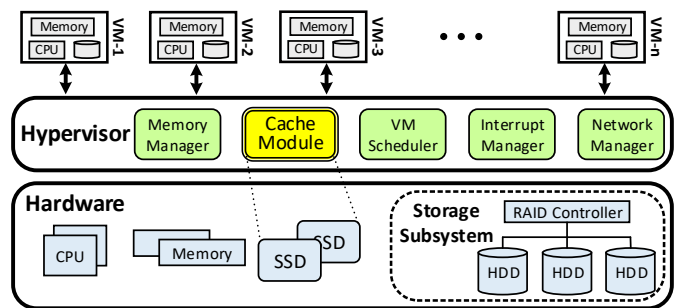 Memory
CPU
VM-1
Memory
CPU
VM-2
Memory
CPU
VM-3
Memory
CPU
VM-n
Hypervisor
Memory
Manager
Cache
Module
VM
Scheduler
Interrupt
Manager
Network
Manager
Hardware
CPU
Memory
SSD
SSD
Storage
Subsystem
RAID Controller
HDD
HDD
HDD